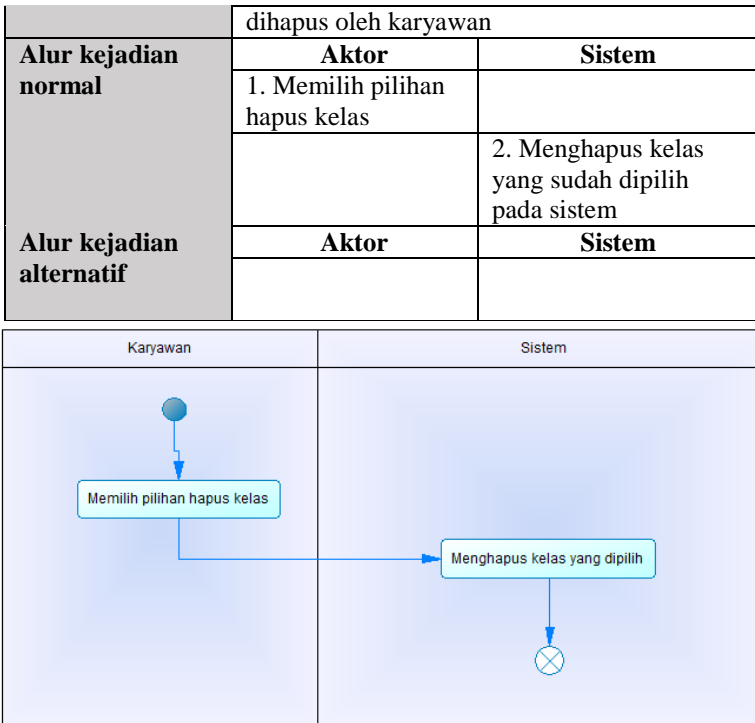 dihapus oleh karyawan
Alur kejadian
normal
Aktor
Sistem
1. Memilih pilihan
hapus kelas
2. Menghapus kelas
yang sudah dipilih
pada sistem
Alur kejadian
alternatif
Aktor
Sistem
Karyawan
Sistem
Memilih pilihan hapus kelas
Menghapus kelas yang dipilih